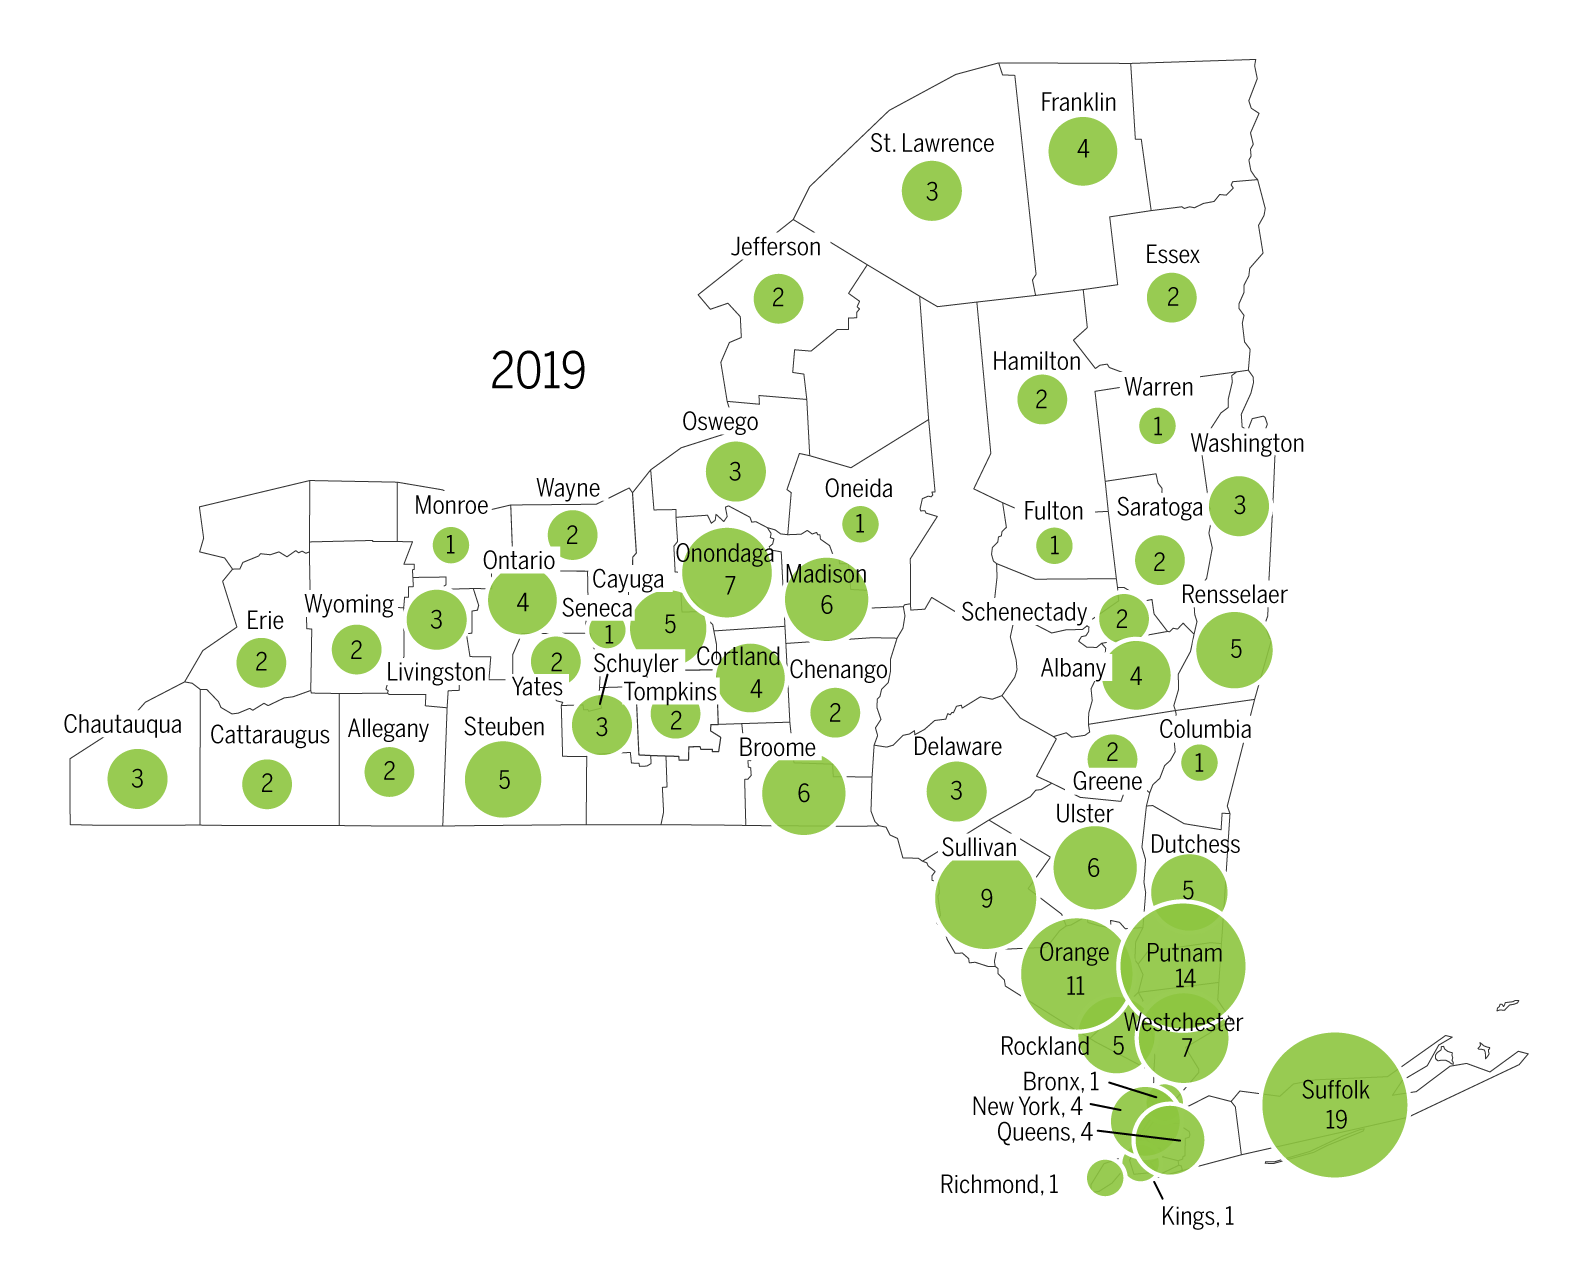 Franklin
4
St. Lawrence
3
Jefferson
2
Essex
2
2019
Hamilton
2
Warren
1
Washington
3
Oswego
3
Oneida
1
Fulton
1
Saratoga
2
Wayne
2
Monroe
1
Ontario
4
Onondaga
7
Madison
6
Cayuga
5
Seneca
1
Schenectady
2
Rensselaer
5
Erie
2
Wyoming
2
3
Livingston
2
Yates
Schuyler
3
Tompkins
2
Cortland
4
Chenango
2
Albany
4
Chautauqua
3
Cattaraugus
2
Allegany
2
Steuben
5
Broome
6
Delaware
3
2
Greene
Columbia
1
Ulster
6
Dutchess
5
Sullivan
9
Orange
11
Putnam
14
Westchester
7
Rockland 5
Bronx, 1
New York, 4
Queens, 4
Richmond, 1
Kings, 1
Suffolk
19